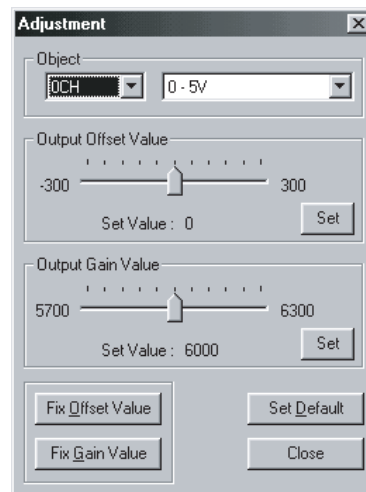 Adjustment
Object
0CH
0 - 5V
Output Offset Value
-300
300
Set Value : 0
Set
Output Gain Value
5700
6300
Set Value : 6000
Set
Fix Offset Value
Set Default
Fix Gain Value
Close